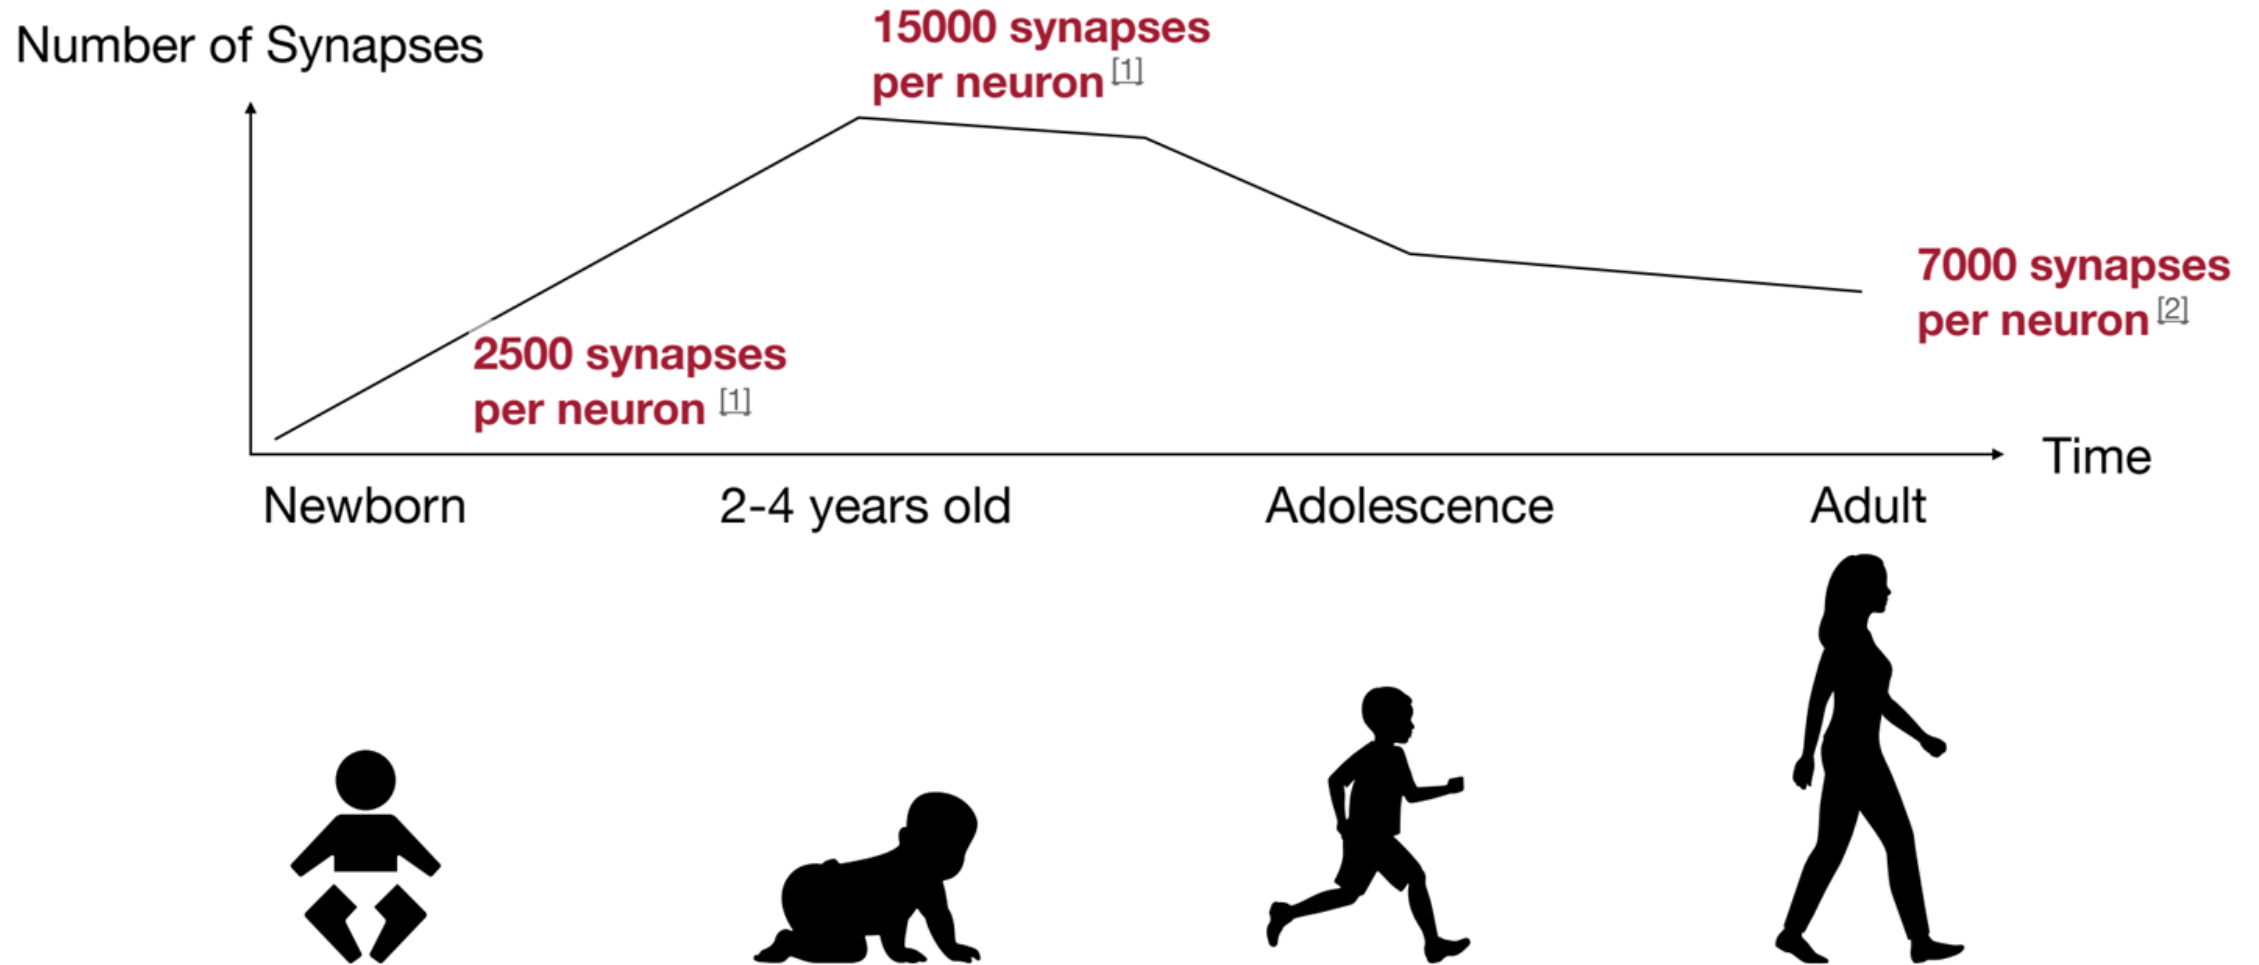 Number of Synapses
15000 synapses
per neuron [1]
2500 synapses
per neuron [1]
7000 synapses
per neuron [2]
Time
Newborn
2-4 years old
Adolescence
Adult